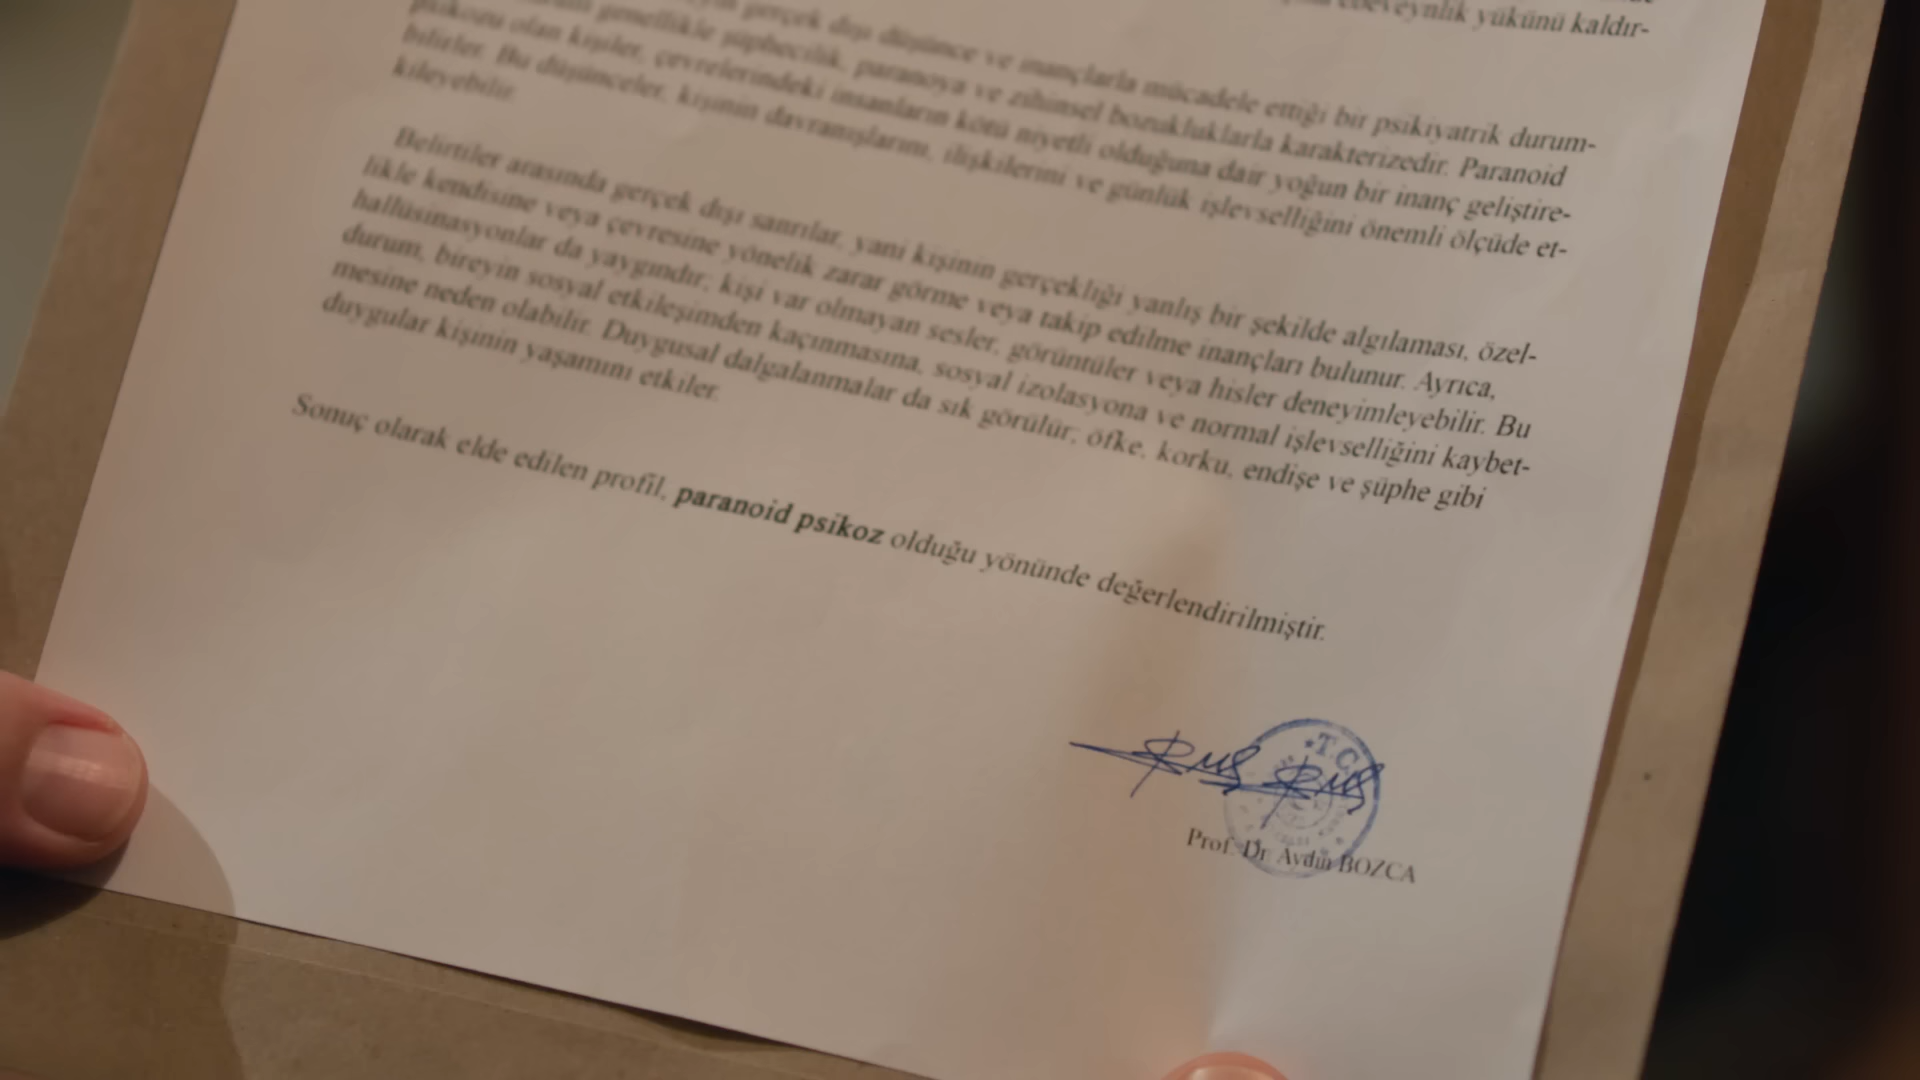 ebeveynlik yükünü kaldır-
gerçek dışı düşünce ve inançlarla mücadele ettiği bir psikiyatrik durum-
genellikle şüphecilik, paranoya ve zihinsel bozukluklarla karakterizedir. Paranoid
psikozu olan kişiler, çevrelerindeki insanların kötü niyetli olduğuna dair yoğun bir inanç geliştire-
bilirler. Bu düşünceler, kişinin davranışlarını, ilişkilerini ve günlük işlevselliğini önemli ölçüde et-
kileyebilir.
Belirtiler arasında gerçek dışı sanrılar, yani kişinin gerçekliği yanlış bir şekilde algılaması, özel-
likle kendisine veya çevresine yönelik zarar görme veya takip edilme inançları bulunur. Ayrıca,
hallüsinasyonlar da yaygındır; kişi var olmayan sesler, görüntüler veya hisler deneyimleyebilir. Bu
durum, bireyin sosyal etkileşimden kaçınmasına, sosyal izolasyona ve normal işlevselliğini kaybet-
mesine neden olabilir. Duygusal dalgalanmalar da sık görülür; öfke, korku, endişe ve şüphe gibi
duygular kişinin yaşamını etkiler.
Sonuç olarak elde edilen profil, paranoid psikoz olduğu yönünde değerlendirilmiştir.
T.C.
Prof. Dr. Aydın BOZCA